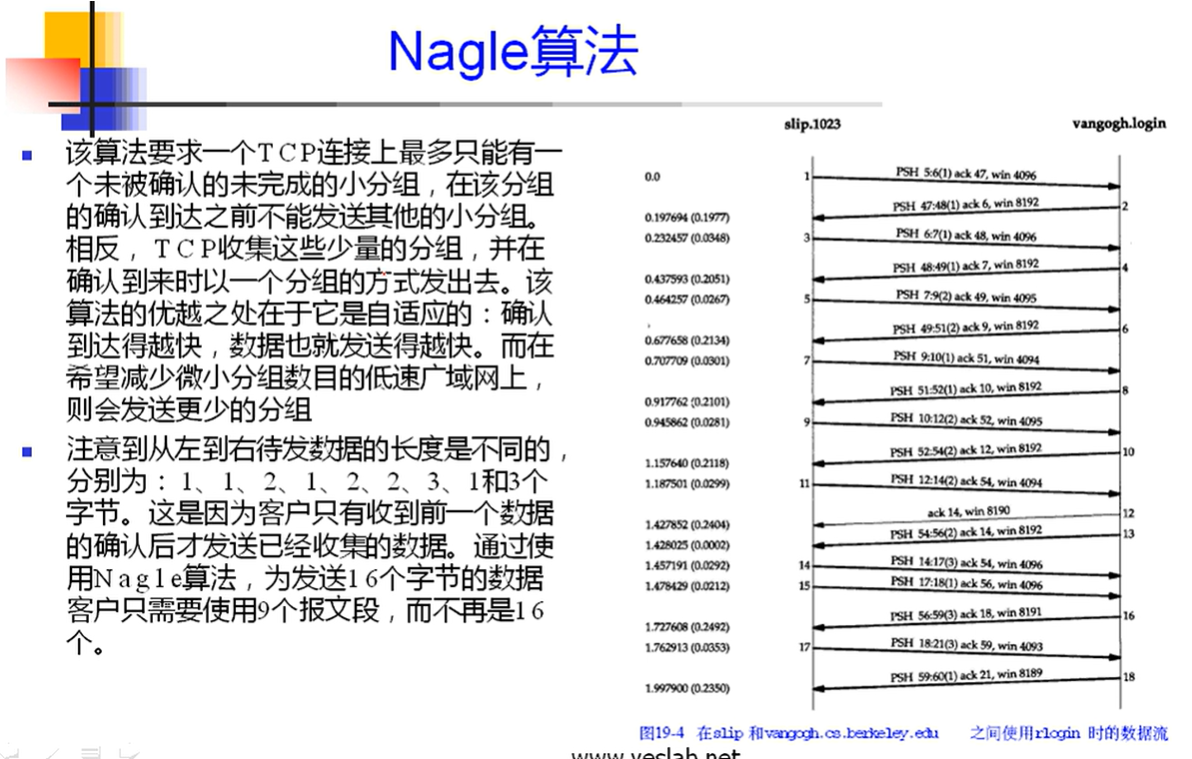 Nagle算法
该算法要求一个TCP连接上最多只能有一
个未被确认的未完成的小分组，在该分组
的确认到达之前不能发送其他的小分组。
相反，TCP收集这些少量的分组，并在
确认到来时以一个分组的方式发出去。该
算法的优越之处在于它是自适应的：确认
到达得越快，数据也就发送得越快。而在
希望减少微小分组数目的低速广域网上，
则会发送更少的分组
注意到从左到右待发数据的长度是不同的，
分别为：1、1、2、1、2、2、3、1和3个
字节。这是因为客户只有收到前一个数据
的确认后才发送已经收集的数据。通过使
用Nagle算法，为发送16个字节的数据
客户只需要使用9个报文段，而不再是16
个。
slip.1023 vangogh.login
0.0 1 PSH 5:6(1) ack 47, win 4096
0.197694 (0.1977) PSH 47:48(1) ack 6, win 8192 2
0.232457 (0.0348) 3 PSH 6:7(1) ack 48, win 4096
0.437593 (0.2051) PSH 48:49(1) ack 7, win 8192 4
0.464257 (0.0267) 5 PSH 7:9(2) ack 49, win 4095
0.677658 (0.2134) PSH 49:51(2) ack 9, win 8192 6
0.707709 (0.0301) 7 PSH 9:10(1) ack 51, win 4094
0.917762 (0.2101) PSH 51:52(1) ack 10, win 8192 8
0.945862 (0.0281) 9 PSH 10:12(2) ack 52, win 4095
1.157640 (0.2118) PSH 52:54(2) ack 12, win 8192 10
1.187501 (0.0299) 11 PSH 12:14(2) ack 54, win 4094
1.427852 (0.2404) ack 14, win 8190 12
1.428025 (0.0002) PSH 54:56(2) ack 14, win 8192 13
1.457191 (0.0292) 14 PSH 14:17(3) ack 54, win 4096
1.478429 (0.0212) 15 PSH 17:18(1) ack 56, win 4096
1.727608 (0.2492) PSH 56:59(3) ack 18, win 8191 16
1.762913 (0.0353) 17 PSH 18:21(3) ack 59, win 4093
1.997900 (0.2350) PSH 59:60(1) ack 21, win 8189 18
图19-4 在slip 和vangogh.cs.berkeley.edu 之间使用rlogin 时的数据流
www.yeslab.net